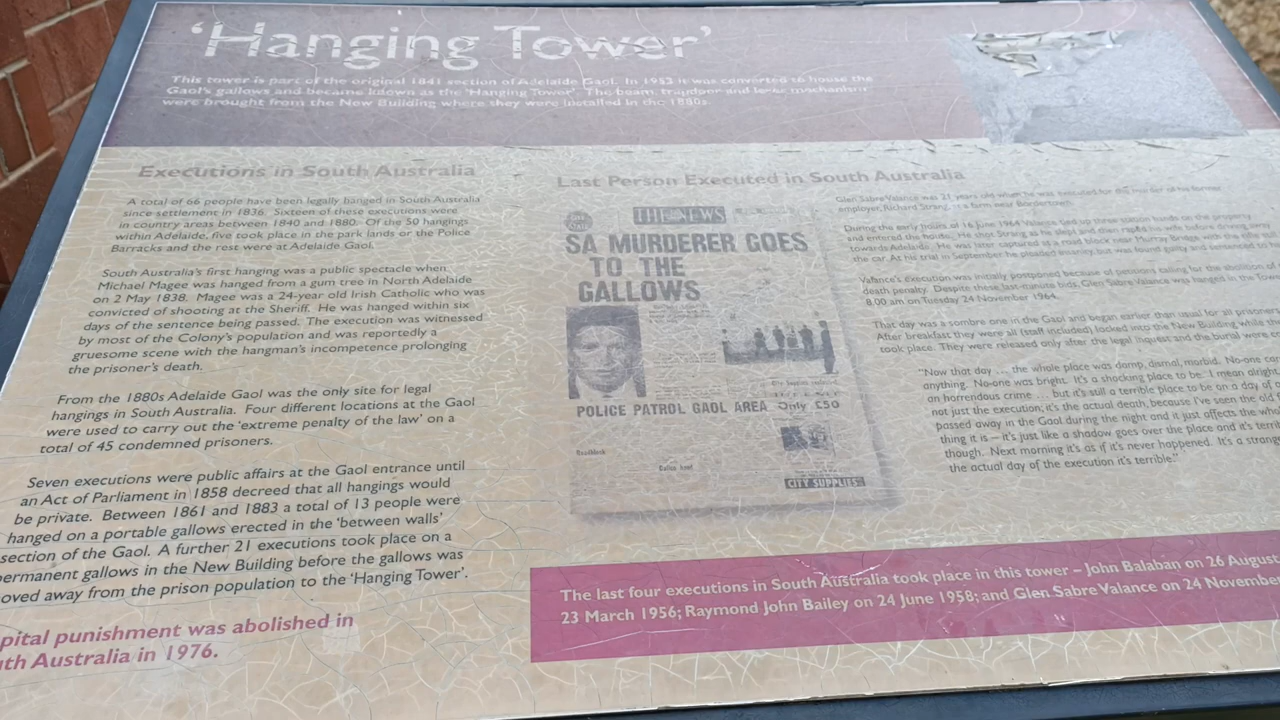 'Hanging Tower'
This tower is part of the original 1841 section of Adelaide Gaol. In 1953 it was converted to house the
Gaol's gallows and became known as the 'Hanging Tower'. The beam, trapdoor and lever mechanism
were brought from the New Building where they were installed in the 1880s.
Executions in South Australia
A total of 66 people have been legally hanged in South Australia
since settlement in 1836. Sixteen of these executions were
in country areas between 1840 and 1880. Of the 50 hangings
within Adelaide, five took place in the park lands or the Police
Barracks and the rest were at Adelaide Gaol.
South Australia's first hanging was a public spectacle when
Michael Magee was hanged from a gum tree in North Adelaide
on 2 May 1838. Magee was a 24-year old Irish Catholic who was
convicted of shooting at the Sheriff. He was hanged within six
days of the sentence being passed. The execution was witnessed
by most of the Colony's population and was reportedly a
gruesome scene with the hangman's incompetence prolonging
the prisoner's death.
From the 1880s Adelaide Gaol was the only site for legal
hangings in South Australia. Four different locations at the Gaol
were used to carry out the 'extreme penalty of the law' on a
total of 45 condemned prisoners.
Seven executions were public affairs at the Gaol entrance until
an Act of Parliament in 1858 decreed that all hangings would
be private. Between 1861 and 1883 a total of 13 people were
hanged on a portable gallows erected in the 'between walls'
section of the Gaol. A further 21 executions took place on a
ermanent gallows in the New Building before the gallows was
oved away from the prison population to the 'Hanging Tower'.
pital punishment was abolished in
uth Australia in 1976.
Last Person Executed in South Australia
THE NEWS
SA MURDERER GOES
TO THE
GALLOWS
POLICE PATROL GAOL AREA
Only £50
Roadblock
CITY SUPPLIES
Glen Sabre Valance was 21 years old when he was executed for the murder of his former
employer, Richard Strang, at a farm near Bordertown.
During the early hours of 16 June 1964 Valance tied up three station hands on the property
and entered the house. He shot Strang as he slept and then raped his wife before driving away
towards Adelaide. He was later captured at a road block near Murray Bridge with the rifle still
the car. At his trial in September he pleaded insanity, but was found guilty and sentenced to
Valance's execution was initially postponed because of petitions calling for the abolition of
death penalty. Despite these last-minute bids, Glen Sabre Valance was hanged in the Tower
8.00 am on Tuesday 24 November 1964.
That day was a sombre one in the Gaol and began earlier than usual for all prisoners
After breakfast they were all (staff included) locked into the New Building while the
took place. They were released only after the legal inquest and the burial were
"Now that day ... the whole place was damp, dismal, morbid. No-one
anything. No-one was bright. It's a shocking place to be. I mean alright,
an horrendous crime ... but it's still a terrible place to be on a day of
not just the execution; it's the actual death, because I've seen the old
passed away in the Gaol during the night and it just affects the
thing it is – it's just like a shadow goes over the place and it's
though. Next morning it's as if it's never happened. It's a
the actual day of the execution it's terrible."
The last four executions in South Australia took place in this tower – John Balaban on 26 August
23 March 1956; Raymond John Bailey on 24 June 1958; and Glen Sabre Valance on 24 November